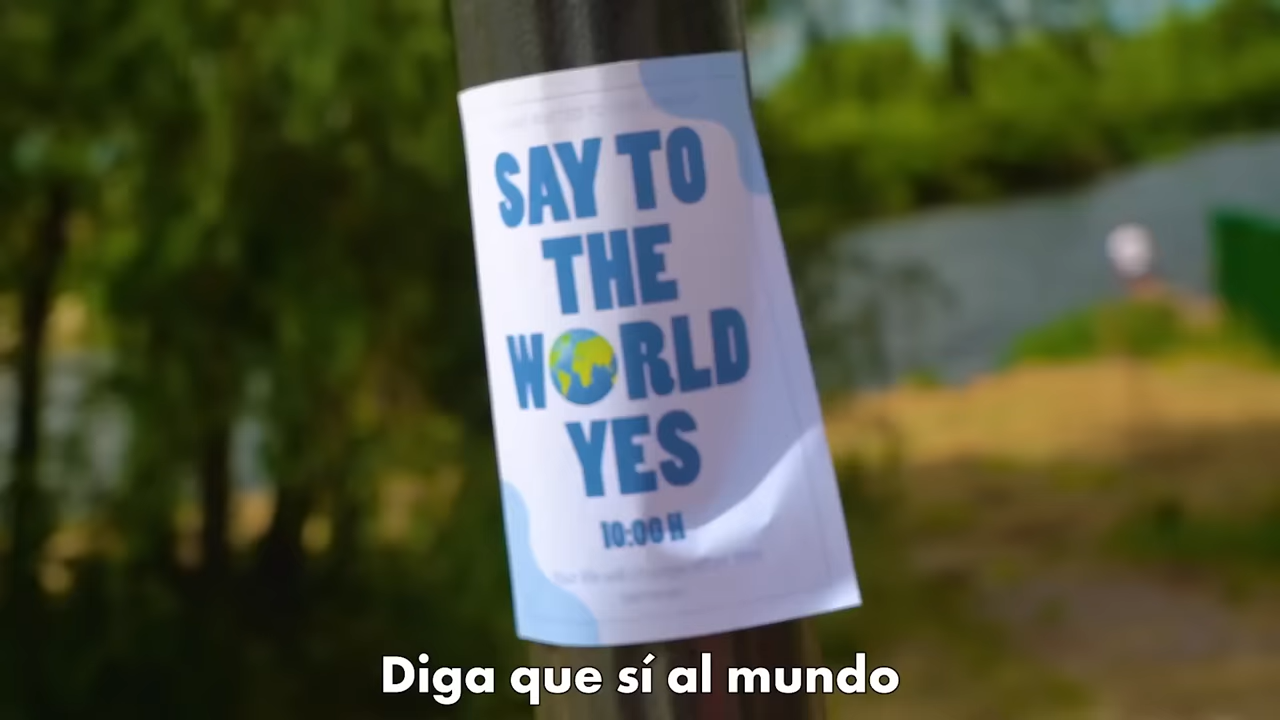 SAY TO
THE
WORLD
YES
10:00 H
Diga que sí al mundo